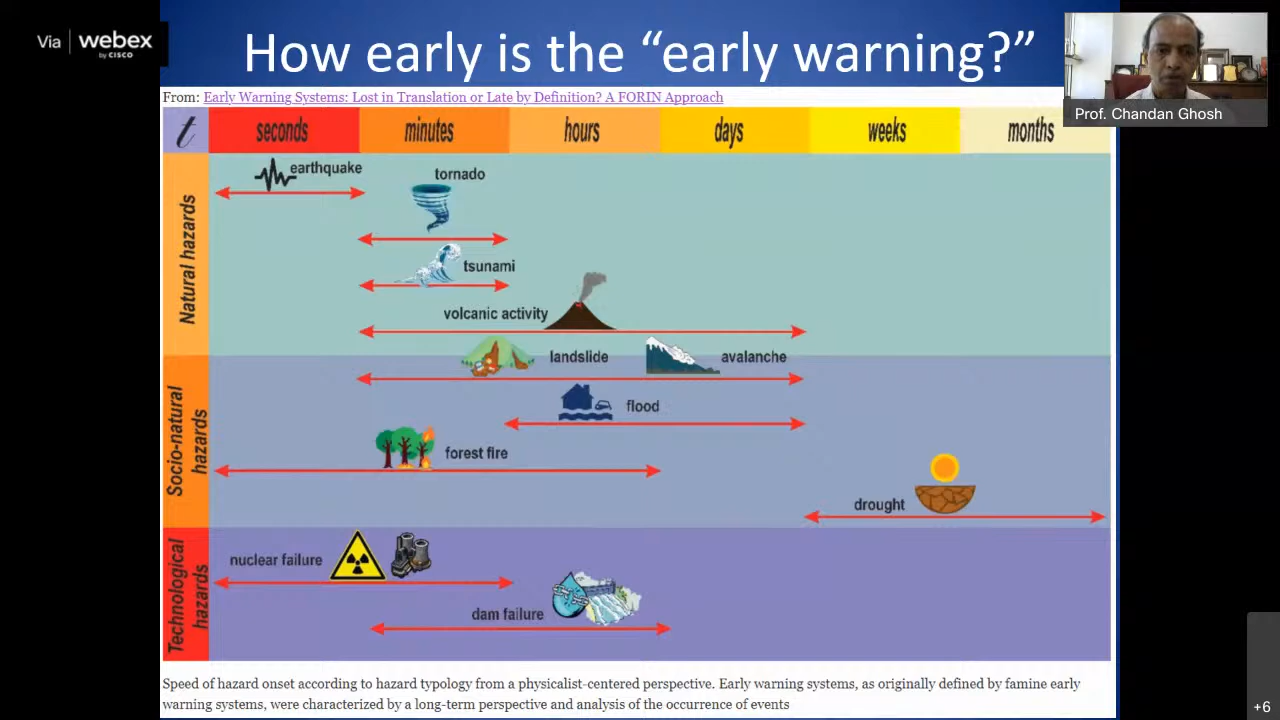 Via webex
by CISCO
How early is the “early warning?”
Prof. Chandan Ghosh
From: Early Warning Systems: Lost in Translation or Late by Definition? A FORIN Approach
t seconds minutes hours days weeks months
Natural hazards
earthquake
tornado
tsunami
volcanic activity
landslide avalanche
Socio-natural
hazards
flood
forest fire
drought
Technological
hazards
nuclear failure
dam failure
Speed of hazard onset according to hazard typology from a physicalist-centered perspective. Early warning systems, as originally defined by famine early
warning systems, were characterized by a long-term perspective and analysis of the occurrence of events
+6